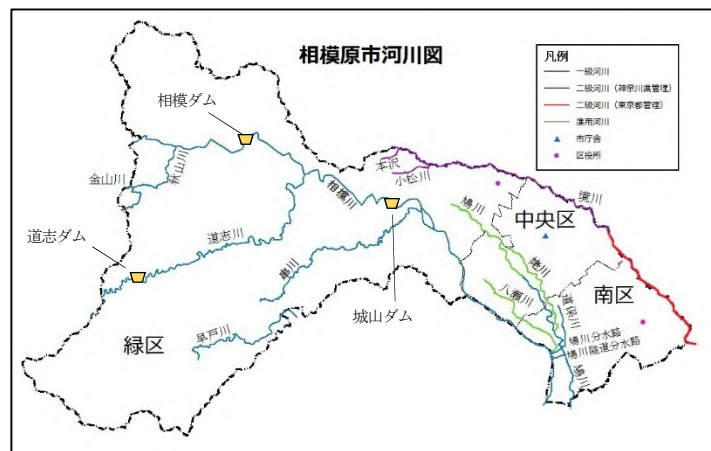 相模原市河川図
凡例
一級河川
二級河川（神奈川県管理）
二級河川（東京都管理）
準用河川
市庁舎
区役所
相模ダム
本沢
小松川
金山川
秋山川
相模川
境川
鳩川
中央区
道志ダム
道志川
姥川
串川
八瀬川
道保川
南区
城山ダム
早戸川
緑区
鳩川分水路
鳩川隧道分水路
鳩川